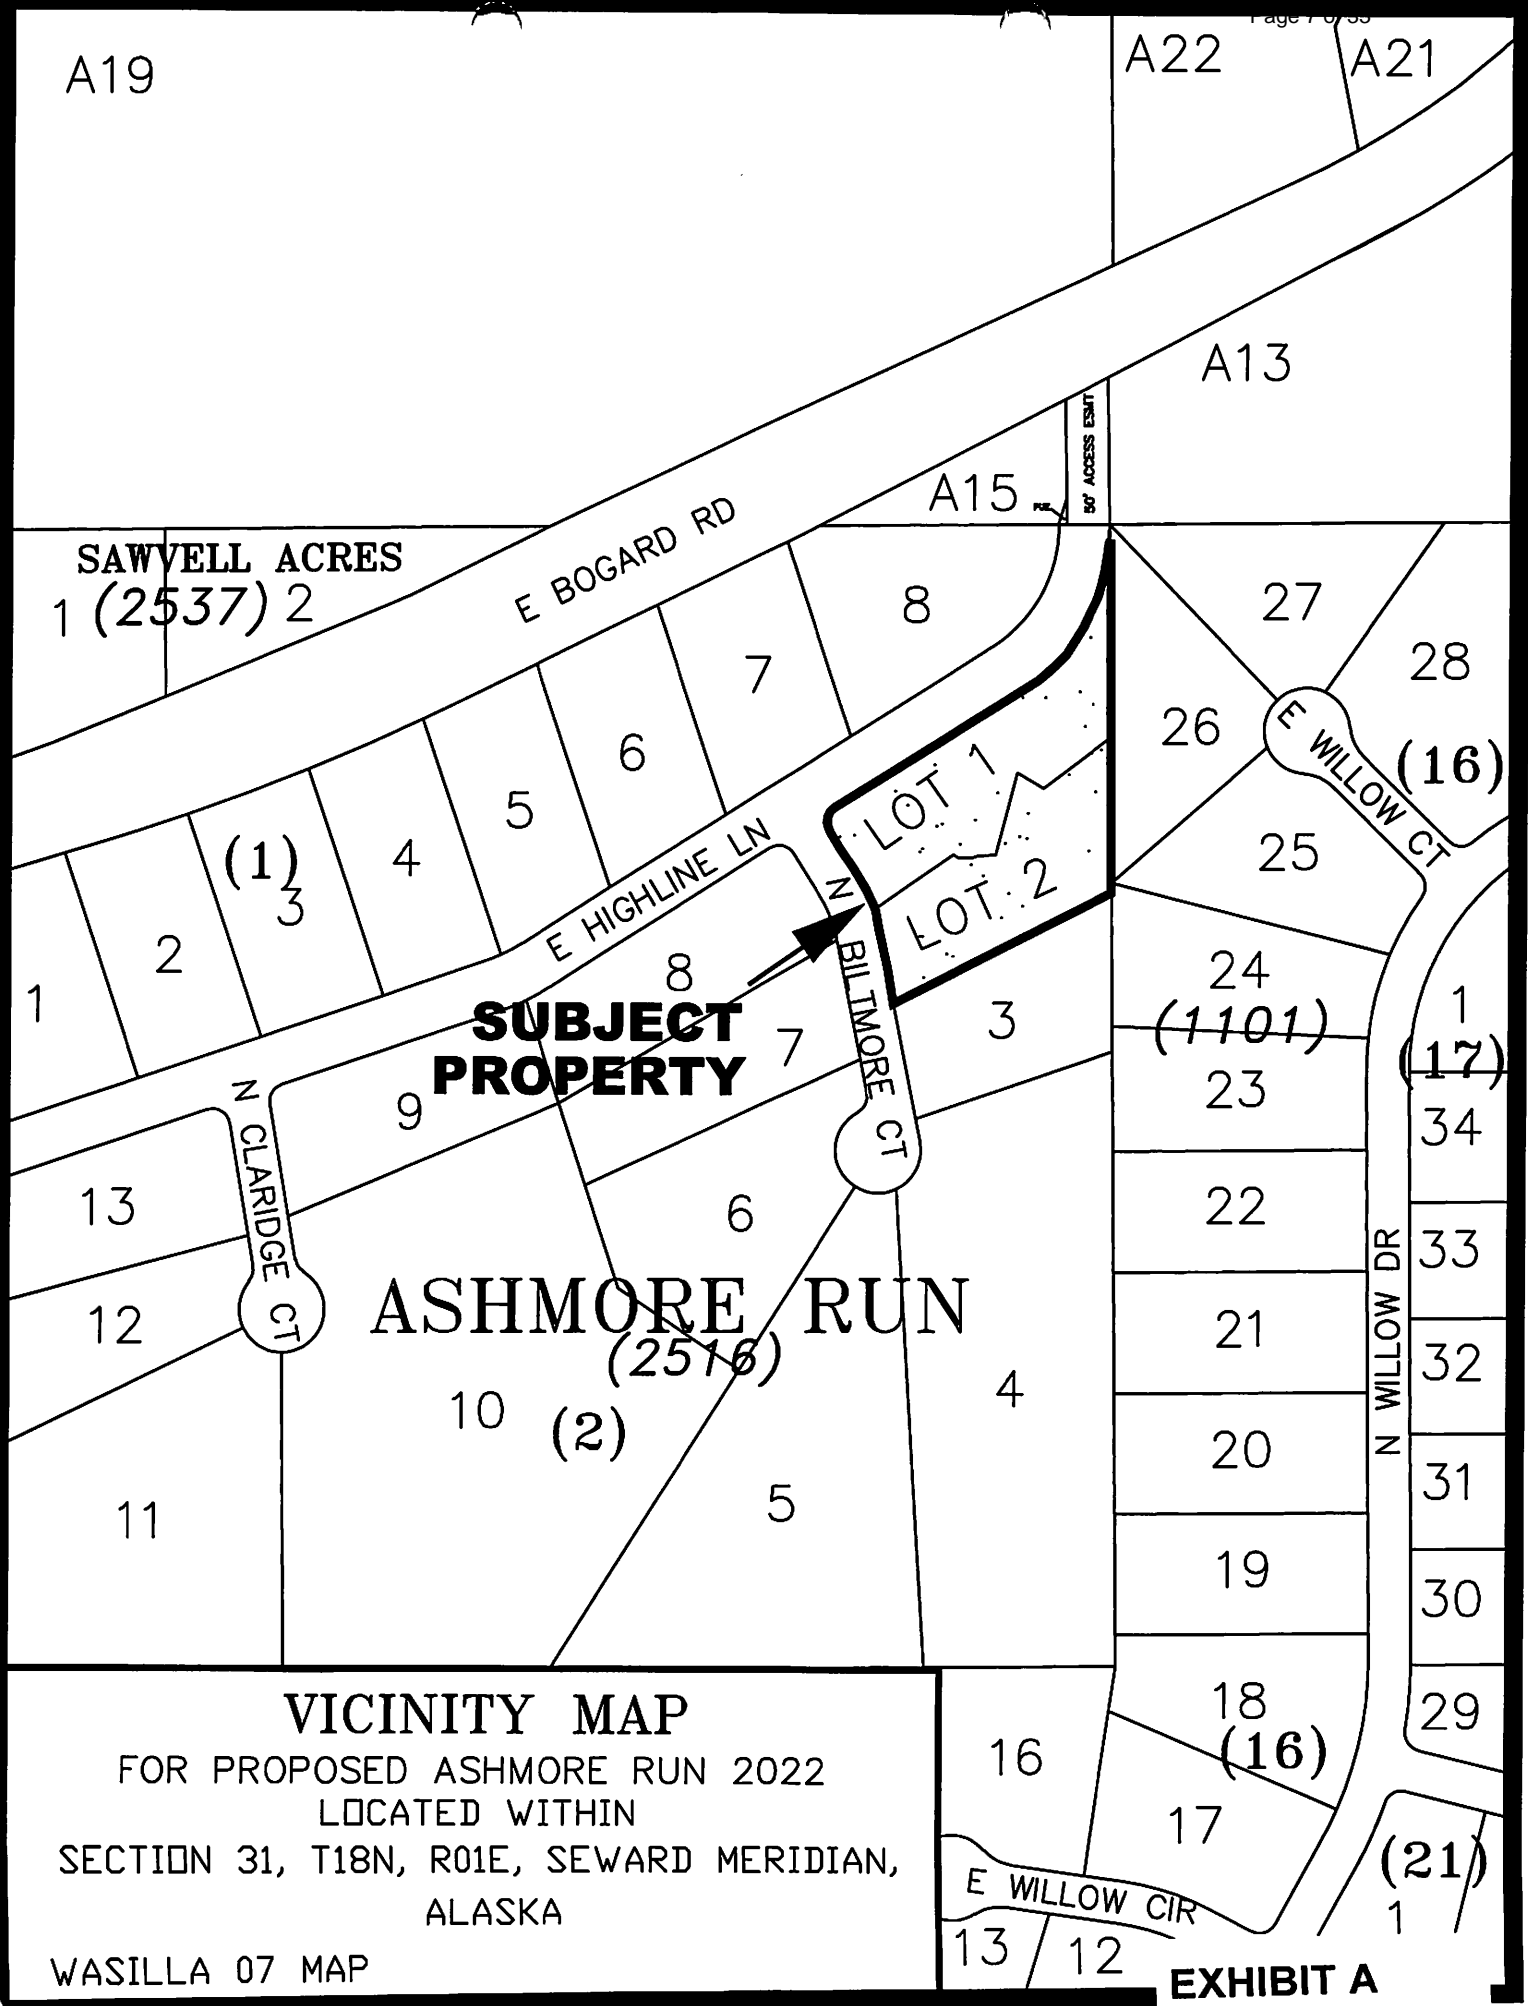 A19
A22
A21
A13
A15
PUE
50' ACCESS ESMT
SAWVELL ACRES
1 (2537) 2
E BOGARD RD
8
7
6
5
4
(1)
3
2
1
27
28
26
E WILLOW CT
(16)
25
LOT 1
LOT 2
E HIGHLINE LN
N BILTMORE CT
8
SUBJECT
PROPERTY
7
3
9
24
(1101)
23
1
(17)
34
N CLARIDGE CT
13
12
6
22
33
ASHMORE RUN
(2516)
21
N WILLOW DR
32
10
(2)
4
20
31
11
5
19
30
18
(16)
29
16
17
(21)
1
E WILLOW CIR
13
12
VICINITY MAP
FOR PROPOSED ASHMORE RUN 2022
LOCATED WITHIN
SECTION 31, T18N, R01E, SEWARD MERIDIAN,
ALASKA
WASILLA 07 MAP
EXHIBIT A